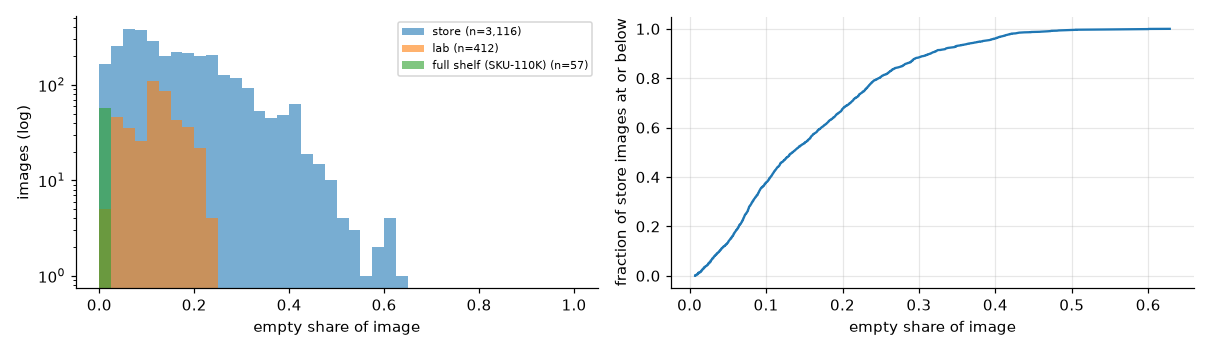 store (n=3,116)
lab (n=412)
full shelf (SKU-110K) (n=57)
images (log)
10²
10¹
10⁰
0.0 0.2 0.4 0.6 0.8 1.0
empty share of image
fraction of store images at or below
1.0
0.8
0.6
0.4
0.2
0.0
0.0 0.1 0.2 0.3 0.4 0.5 0.6
empty share of image